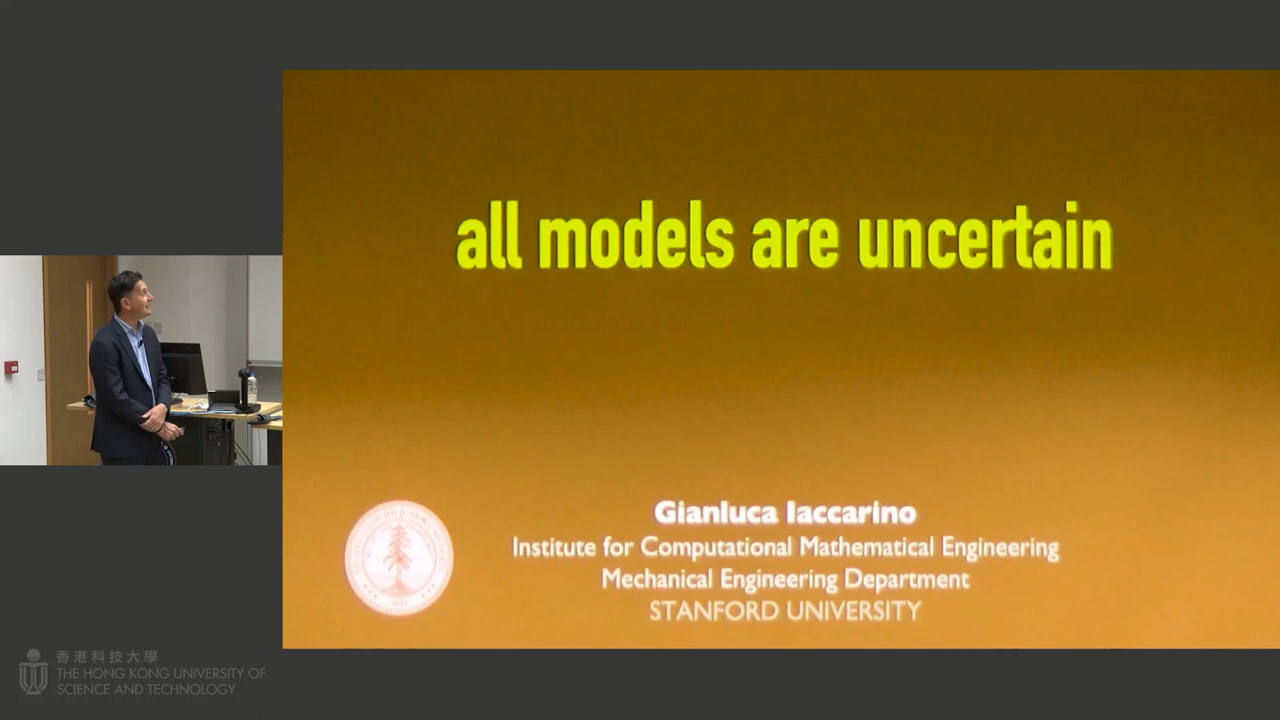 all models are uncertain
Gianluca Iaccarino
Institute for Computational Mathematical Engineering
Mechanical Engineering Department
STANFORD UNIVERSITY
香港科技大學
THE HONG KONG UNIVERSITY OF
SCIENCE AND TECHNOLOGY